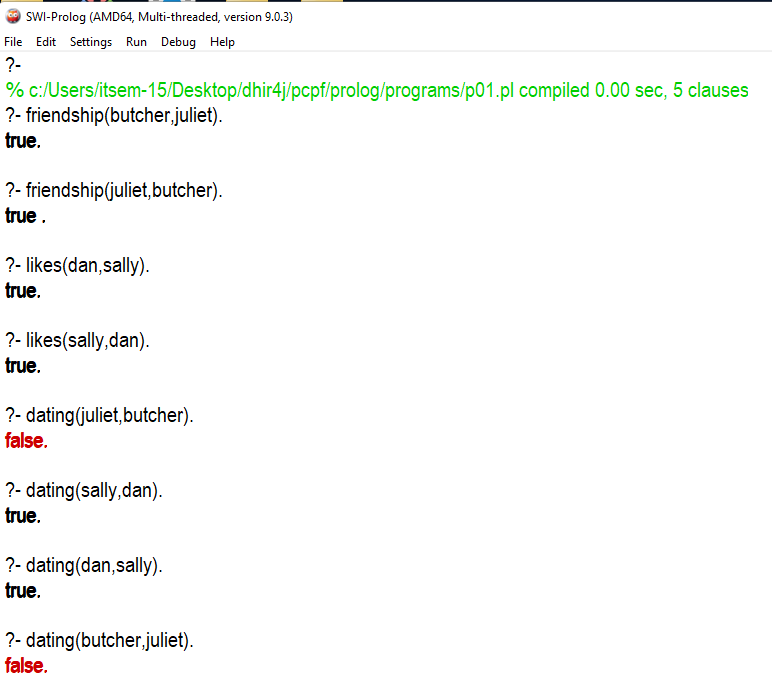 SWI-Prolog (AMD64, Multi-threaded, version 9.0.3)
File Edit Settings Run Debug Help
?-
% c:/Users/itsem-15/Desktop/dhir4j/pcpf/prolog/programs/p01.pl compiled 0.00 sec, 5 clauses
?- friendship(butcher,juliet).
true.
?- friendship(juliet,butcher).
true .
?- likes(dan,sally).
true.
?- likes(sally,dan).
true.
?- dating(juliet,butcher).
false.
?- dating(sally,dan).
true.
?- dating(dan,sally).
true.
?- dating(butcher,juliet).
false.